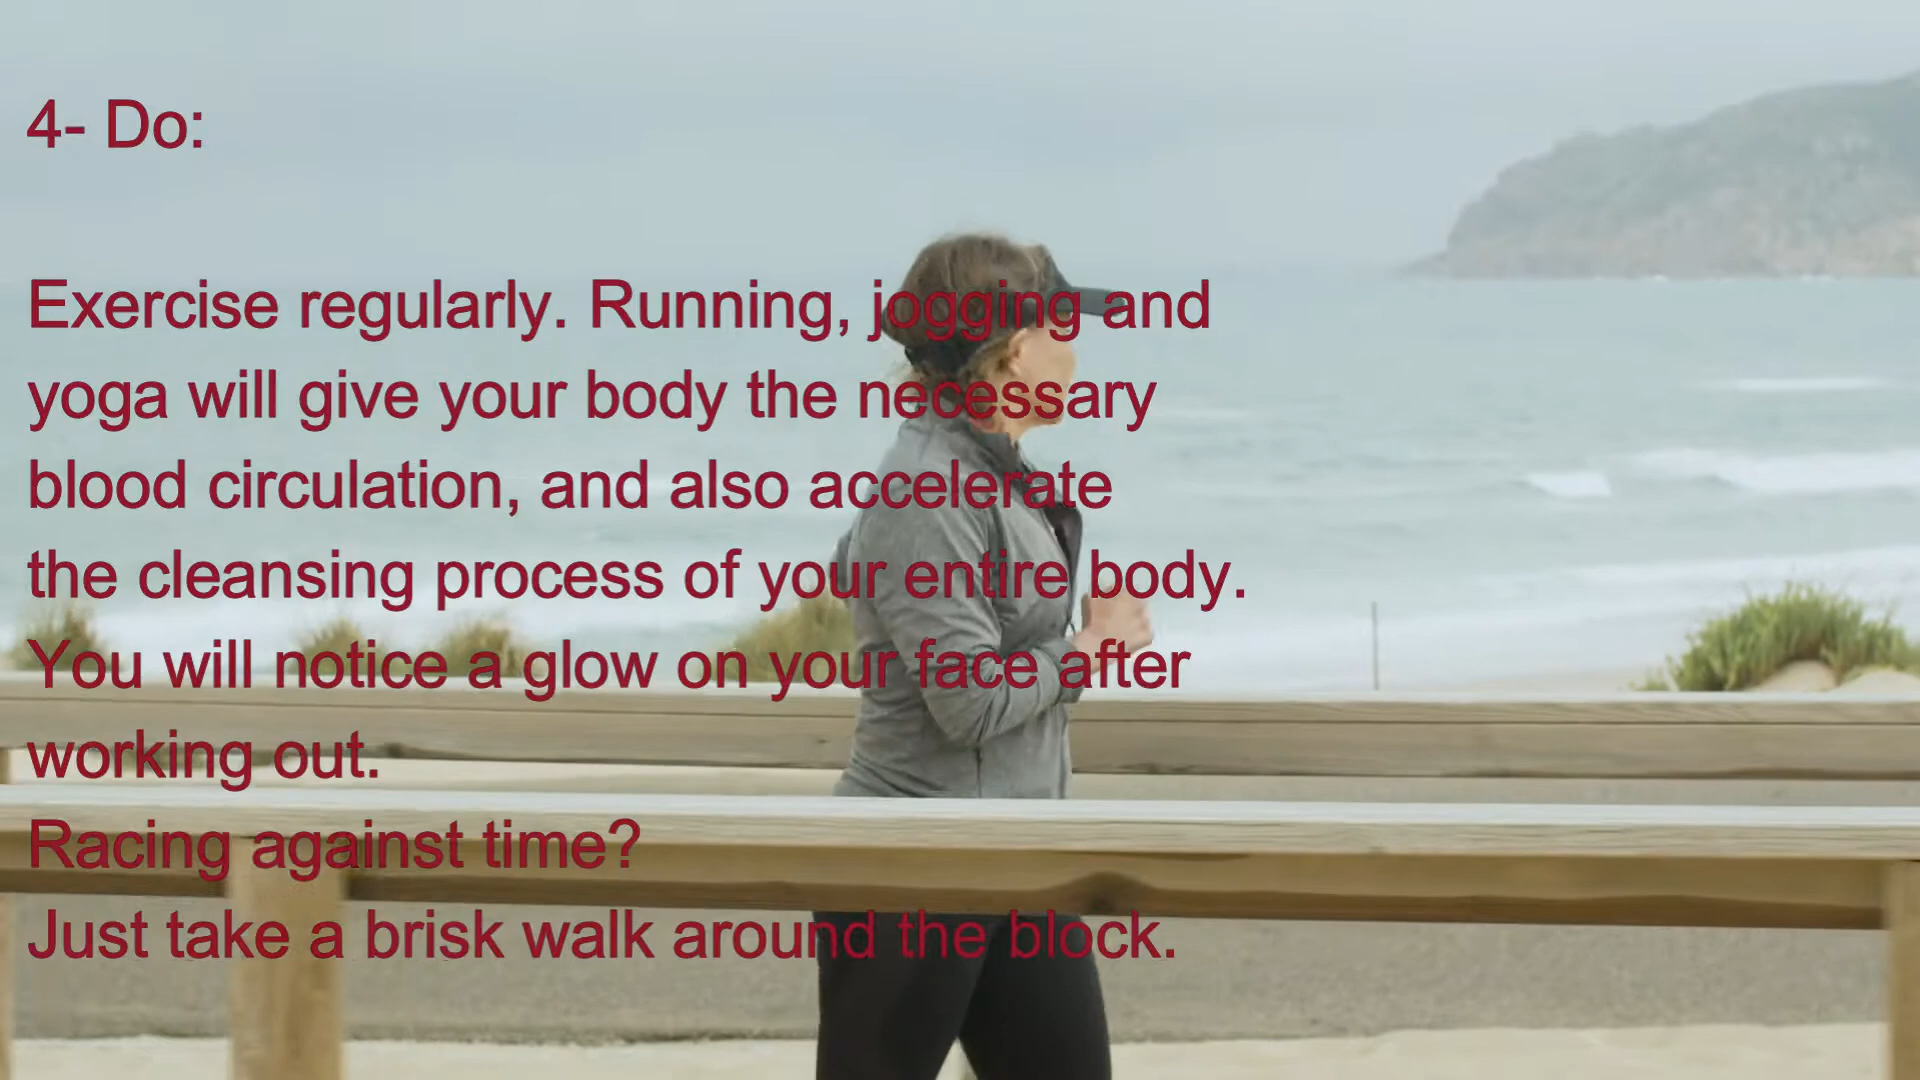 4- Do:
Exercise regularly. Running, jogging and
yoga will give your body the necessary
blood circulation, and also accelerate
the cleansing process of your entire body.
You will notice a glow on your face after
working out.
Racing against time?
Just take a brisk walk around the block.